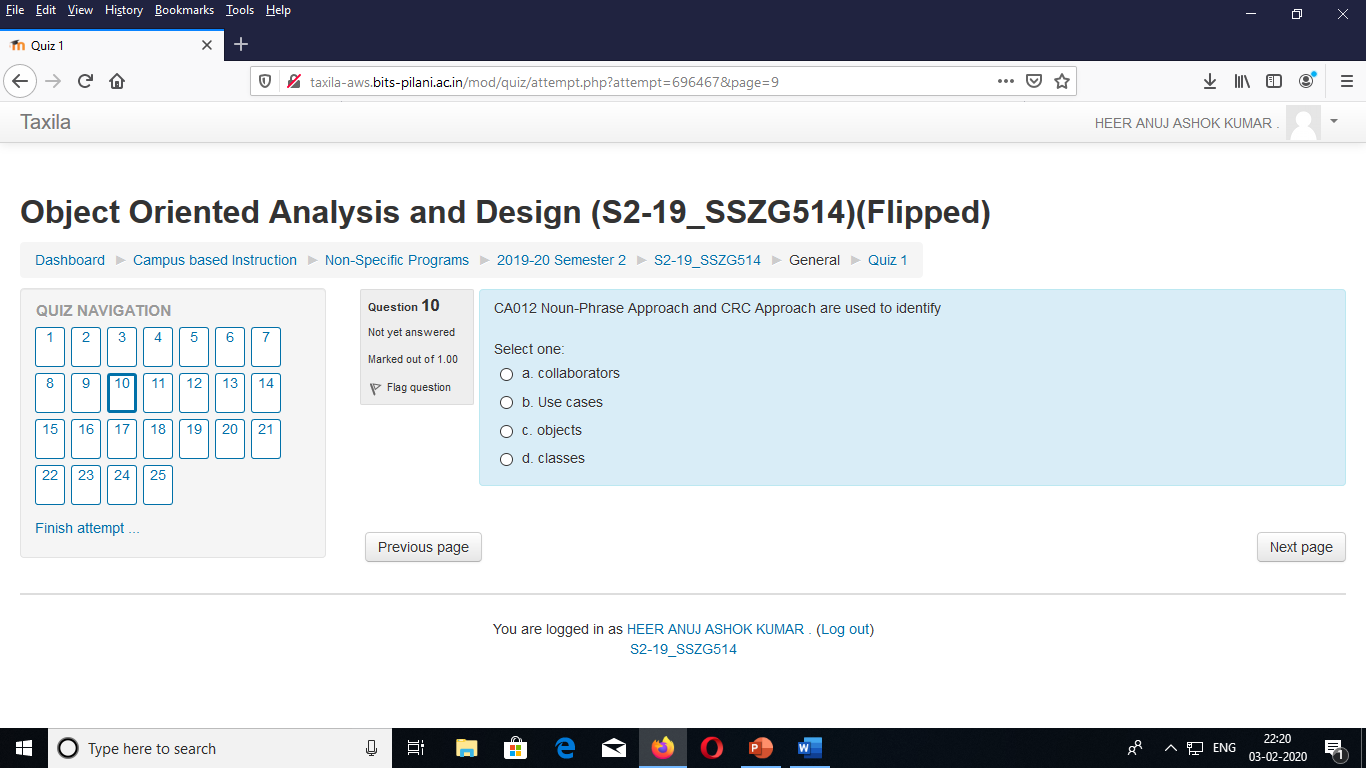 File Edit View History Bookmarks Tools Help
Quiz 1
taxila-aws.bits-pilani.ac.in/mod/quiz/attempt.php?attempt=696467&page=9
Taxila
HEER ANUJ ASHOK KUMAR .
Object Oriented Analysis and Design (S2-19_SSZG514)(Flipped)
Dashboard Campus based Instruction Non-Specific Programs 2019-20 Semester 2 S2-19_SSZG514 General Quiz 1
QUIZ NAVIGATION
1 2 3 4 5 6 7
8 9 10 11 12 13 14
15 16 17 18 19 20 21
22 23 24 25
Finish attempt ...
Question 10
Not yet answered
Marked out of 1.00
Flag question
CA012 Noun-Phrase Approach and CRC Approach are used to identify
Select one:
a. collaborators
b. Use cases
c. objects
d. classes
Previous page
Next page
You are logged in as HEER ANUJ ASHOK KUMAR . (Log out)
S2-19_SSZG514
Type here to search
ENG
22:20
03-02-2020
1